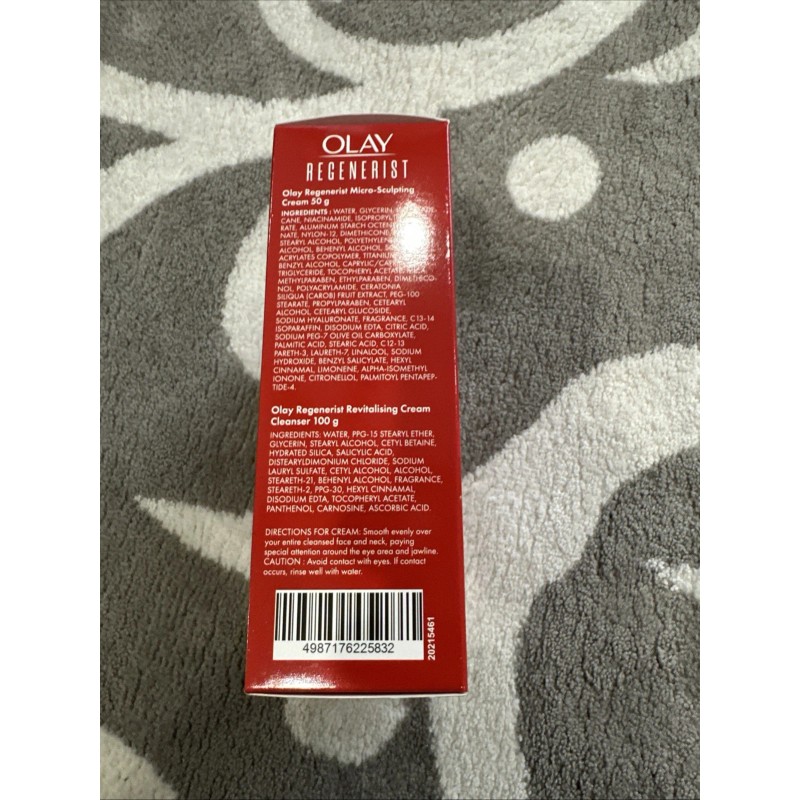 OLAY
REGENERIST
Olay Regenerist Micro-Sculpting
Cream 50 g
INGREDIENTS : WATER, GLYCERIN,
CANE, NIACINAMIDE, ISOPROPYL
RATE, ALUMINUM STARCH OCTEN
NATE, NYLON-12, DIMETHICONE,
STEARYL ALCOHOL, POLYETHYLENE
ALCOHOL, BEHENYL ALCOHOL,
ACRYLATES COPOLYMER, TITANIUM
BENZYL ALCOHOL, CAPRYLIC/CAP
TRIGLYCERIDE, TOCOPHERYL ACETATE, MICA
METHYLPARABEN, ETHYLPARABEN, DIMETHICO-
NOL, POLYACRYLAMIDE, CERATONIA
SILIQUA (CAROB) FRUIT EXTRACT, PEG-100
STEARATE, PROPYLPARABEN, CETEARYL
ALCOHOL, CETEARYL GLUCOSIDE,
SODIUM HYALURONATE, FRAGRANCE, C13-14
ISOPARAFFIN, DISODIUM EDTA, CITRIC ACID,
SODIUM PEG-7 OLIVE OIL CARBOXYLATE,
PALMITIC ACID, STEARIC ACID, C12-13
PARETH-3, LAURETH-7, LINALOOL, SODIUM
HYDROXIDE, BENZYL SALICYLATE, HEXYL
CINNAMAL, LIMONENE, ALPHA-ISOMETHYL
IONONE, CITRONELLOL, PALMITOYL PENTAPEP-
TIDE-4.
Olay Regenerist Revitalising Cream
Cleanser 100 g
INGREDIENTS: WATER, PPG-15 STEARYL ETHER,
GLYCERIN, STEARYL ALCOHOL, CETYL BETAINE,
HYDRATED SILICA, SALICYLIC ACID,
DISTEARYLDIMONIUM CHLORIDE, SODIUM
LAURYL SULFATE, CETYL ALCOHOL, ALCOHOL,
STEARETH-21, BEHENYL ALCOHOL, FRAGRANCE,
STEARETH-2, PPG-30, HEXYL CINNAMAL,
DISODIUM EDTA, TOCOPHERYL ACETATE,
PANTHENOL, CARNOSINE, ASCORBIC ACID.
DIRECTIONS FOR CREAM: Smooth evenly over
your entire cleansed face and neck, paying
special attention around the eye area and jawline.
CAUTION : Avoid contact with eyes. If contact
occurs, rinse well with water.
4987176225832
20215461